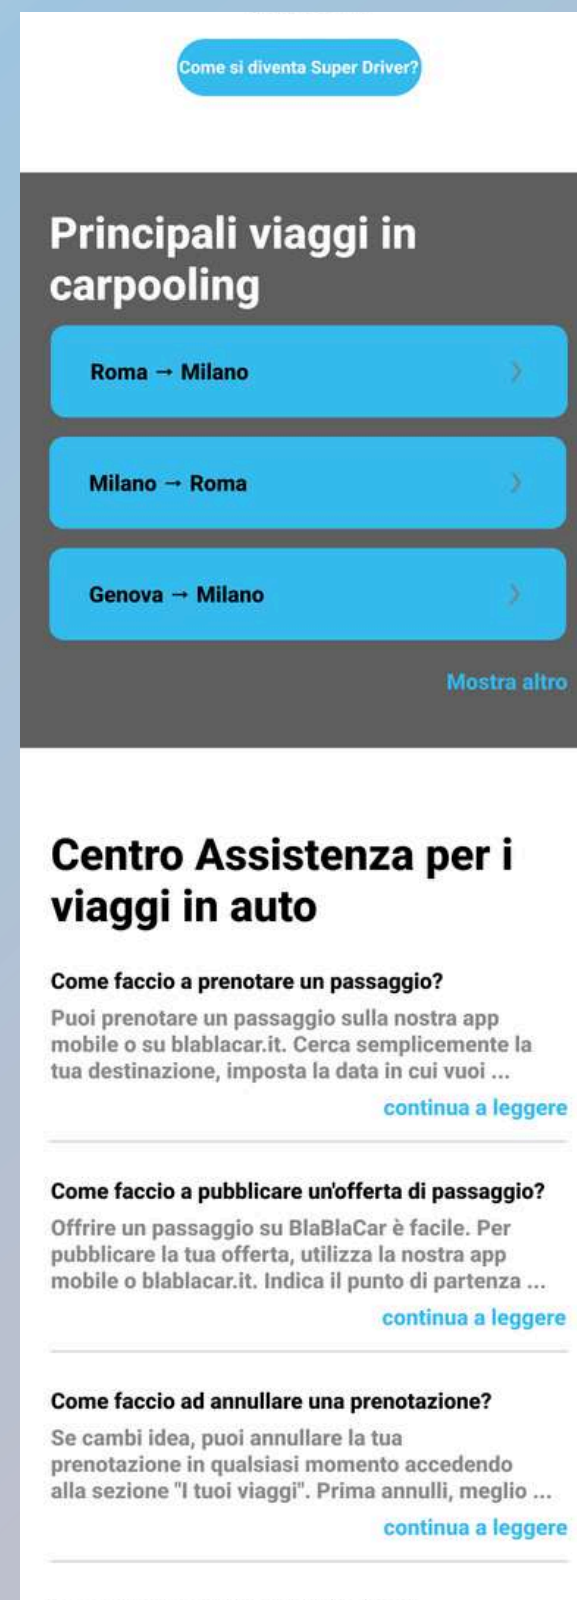 Come si diventa Super Driver?
Principali viaggi in
carpooling
Roma → Milano
Milano → Roma
Genova → Milano
Mostra altro
Centro Assistenza per i
viaggi in auto
Come faccio a prenotare un passaggio?
Puoi prenotare un passaggio sulla nostra app
mobile o su blablacar.it. Cerca semplicemente la
tua destinazione, imposta la data in cui vuoi ...
continua a leggere
Come faccio a pubblicare un'offerta di passaggio?
Offrire un passaggio su BlaBlaCar è facile. Per
pubblicare la tua offerta, utilizza la nostra app
mobile o blablacar.it. Indica il punto di partenza ...
continua a leggere
Come faccio ad annullare una prenotazione?
Se cambi idea, puoi annullare la tua
prenotazione in qualsiasi momento accedendo
alla sezione "I tuoi viaggi". Prima annulli, meglio ...
continua a leggere